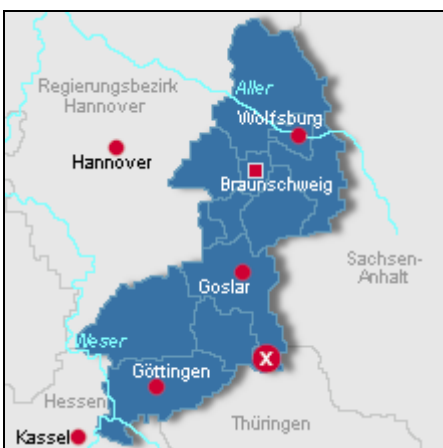 Regierungsbezirk
Hannover
Aller
Wolfsburg
Hannover
Braunschweig
Sachsen-
Anhalt
Goslar
Weser
x
Göttingen
Hessen
Thüringen
Kassel